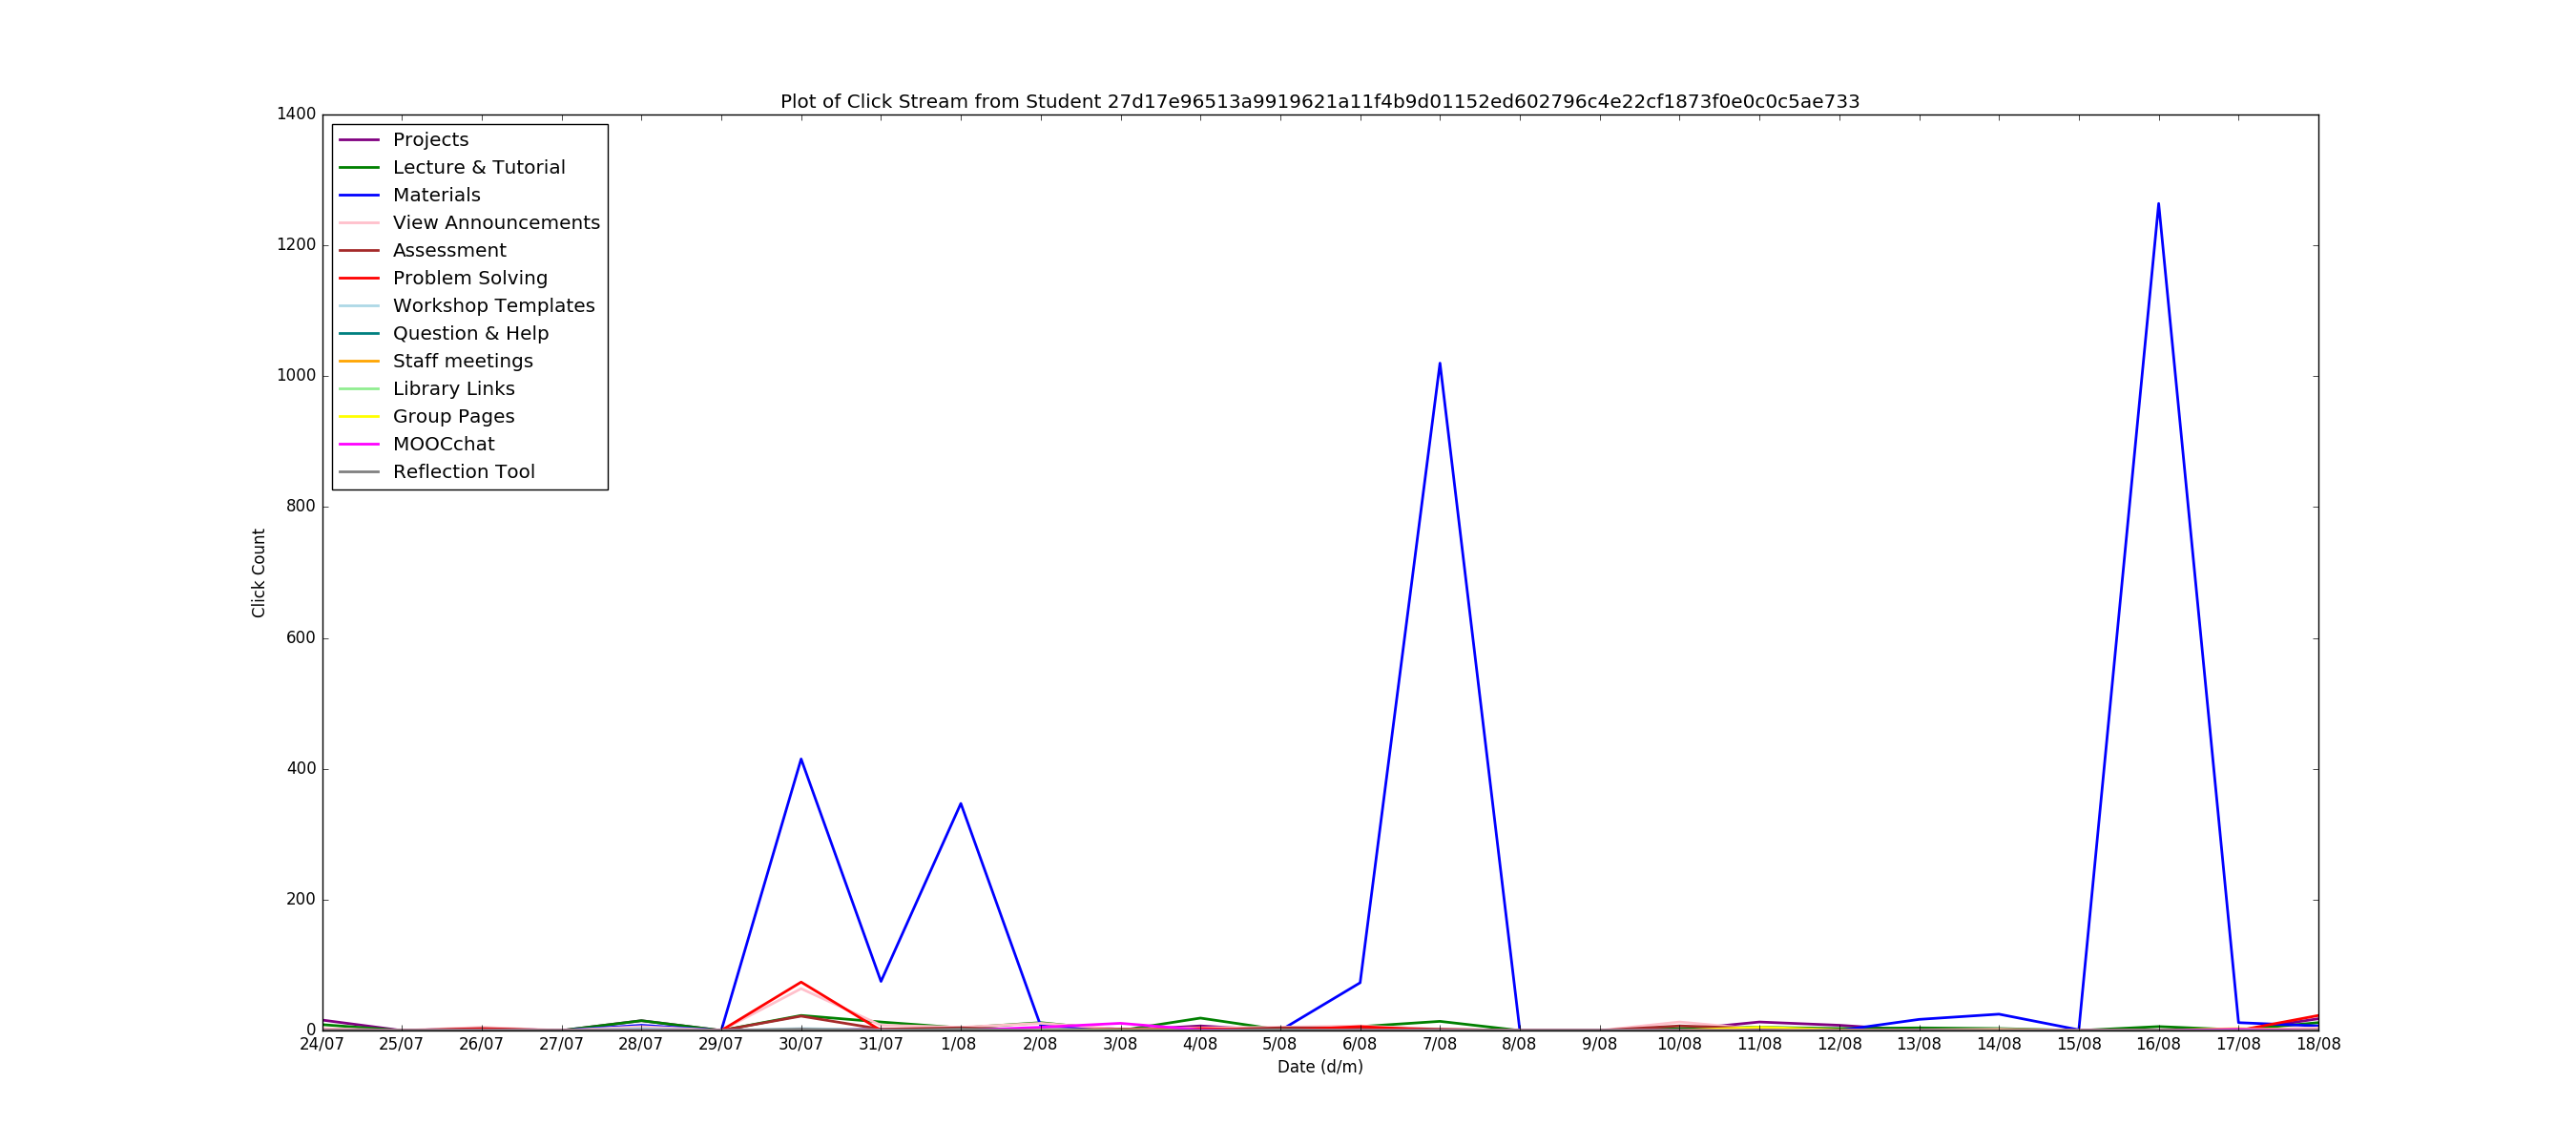 Plot of Click Stream from Student 27d17e96513a9919621a11f4b9d01152ed602796c4e22cf1873f0e0c0c5ae733
1400
1200
1000
800
600
400
200
0
Click Count
Projects
Lecture & Tutorial
Materials
View Announcements
Assessment
Problem Solving
Workshop Templates
Question & Help
Staff meetings
Library Links
Group Pages
MOOCchat
Reflection Tool
24/07 25/07 26/07 27/07 28/07 29/07 30/07 31/07 1/08 2/08 3/08 4/08 5/08 6/08 7/08 8/08 9/08 10/08 11/08 12/08 13/08 14/08 15/08 16/08 17/08 18/08
Date (d/m)